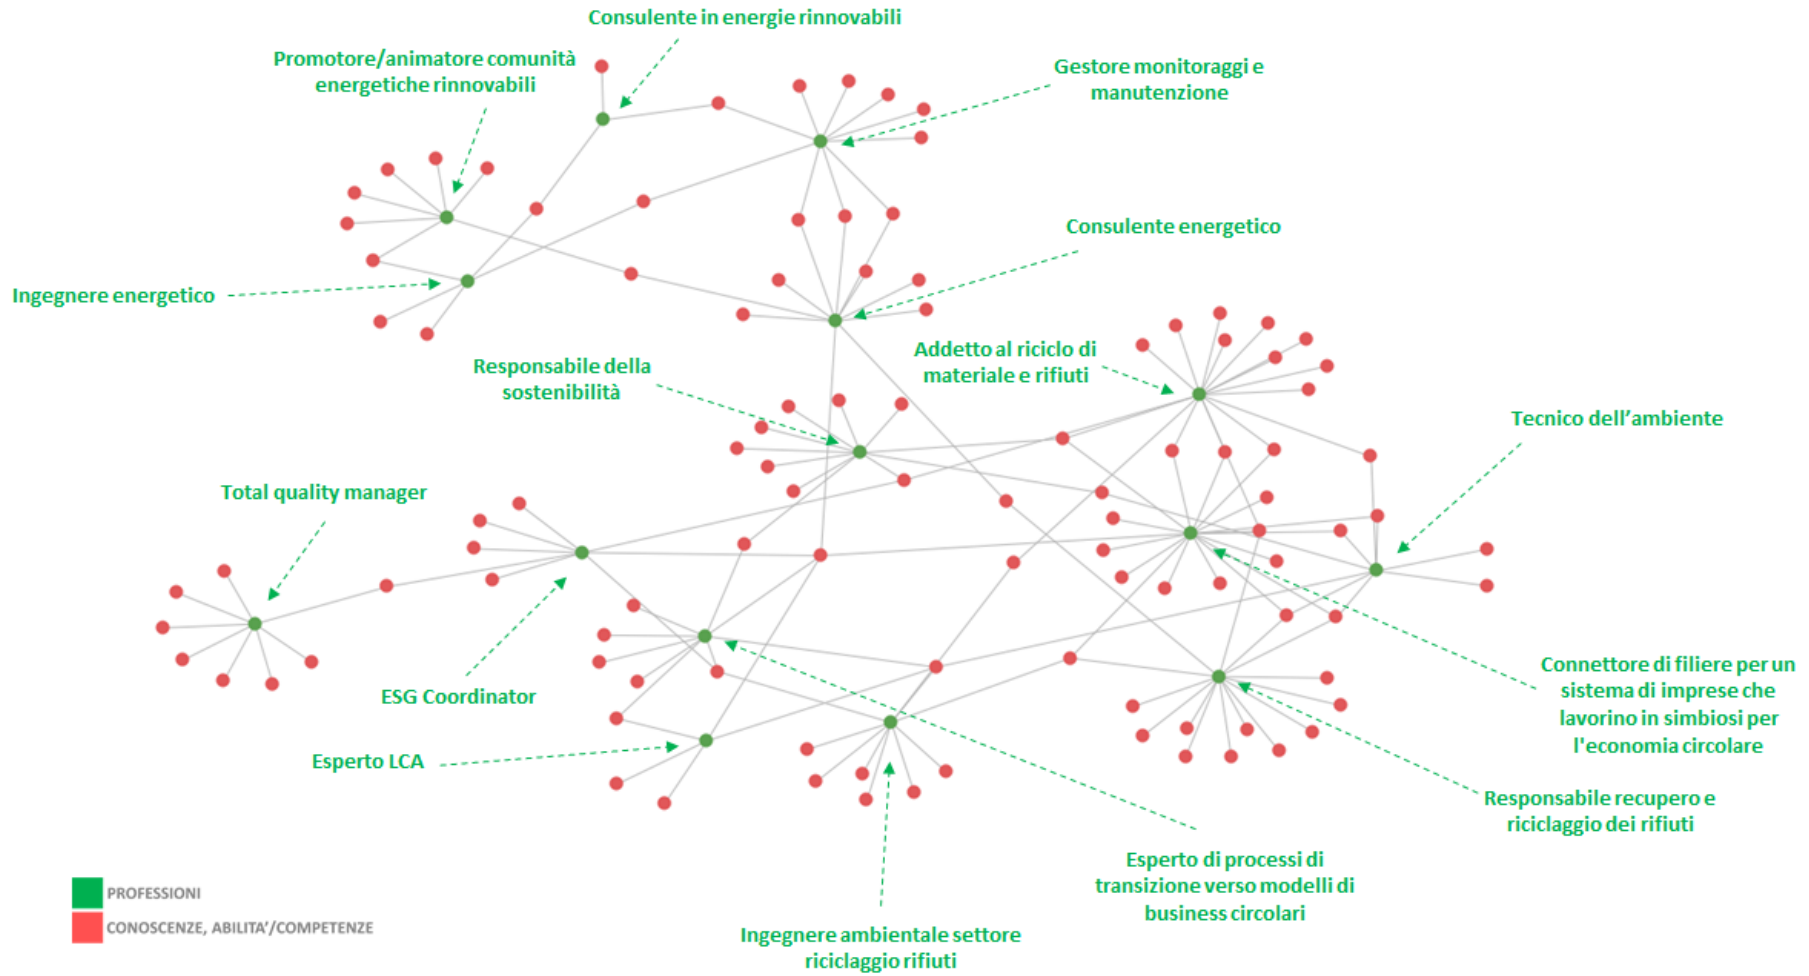 Consulente in energie rinnovabili
Promotore/animatore comunità
energetiche rinnovabili
Gestore monitoraggi e
manutenzione
Consulente energetico
Ingegnere energetico
Addetto al riciclo di
materiale e rifiuti
Responsabile della
sostenibilità
Tecnico dell’ambiente
Total quality manager
ESG Coordinator
Connettore di filiere per un
sistema di imprese che
lavorino in simbiosi per
l'economia circolare
Esperto LCA
Responsabile recupero e
riciclaggio dei rifiuti
Esperto di processi di
transizione verso modelli di
business circolari
Ingegnere ambientale settore
riciclaggio rifiuti
PROFESSIONI
CONOSCENZE, ABILITA’/COMPETENZE